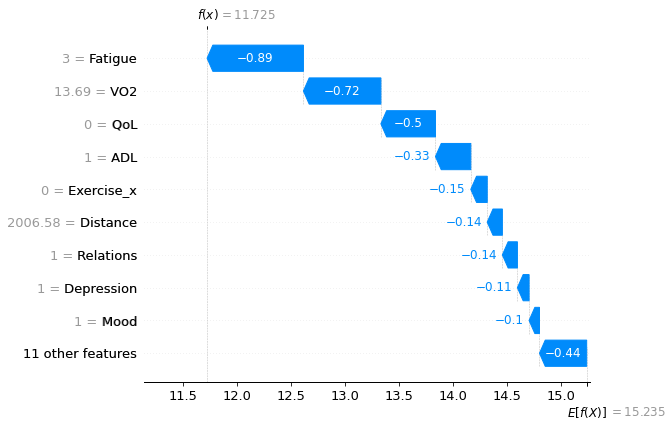 f(x) = 11.725
3 = Fatigue −0.89
13.69 = VO2 −0.72
0 = QoL −0.5
1 = ADL −0.33
0 = Exercise_x −0.15
2006.58 = Distance −0.14
1 = Relations −0.14
1 = Depression −0.11
1 = Mood −0.1
11 other features −0.44
11.5 12.0 12.5 13.0 13.5 14.0 14.5 15.0
E[f(X)] = 15.235